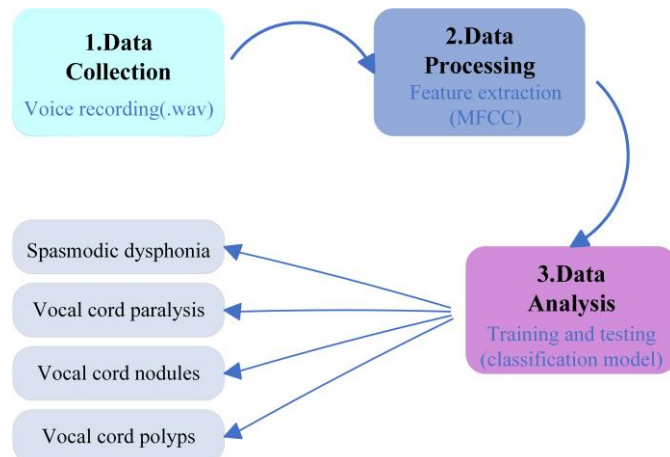 1.Data
Collection
Voice recording(.wav)
2.Data
Processing
Feature extraction
(MFCC)
3.Data
Analysis
Training and testing
(classification model)
Spasmodic dysphonia
Vocal cord paralysis
Vocal cord nodules
Vocal cord polyps